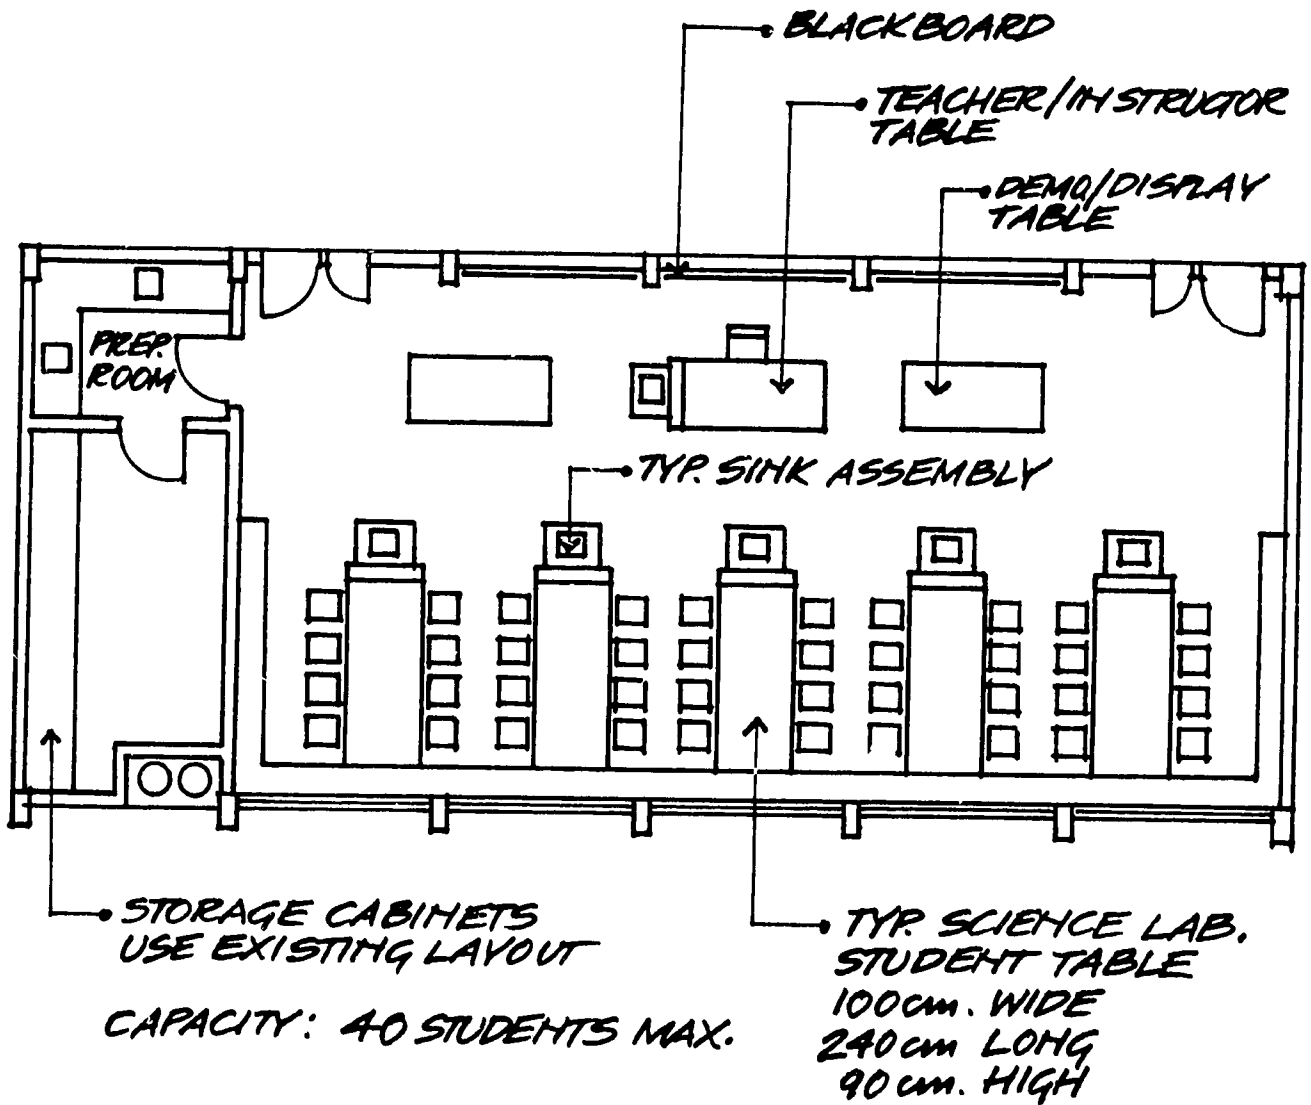 BLACKBOARD
TEACHER/INSTRUCTOR
TABLE
DEMO/DISPLAY
TABLE
PREP.
ROOM
TYP. SINK ASSEMBLY
STORAGE CABINETS
USE EXISTING LAYOUT
CAPACITY: 40 STUDENTS MAX.
TYP. SCIENCE LAB.
STUDENT TABLE
100cm. WIDE
240cm LONG
90cm. HIGH